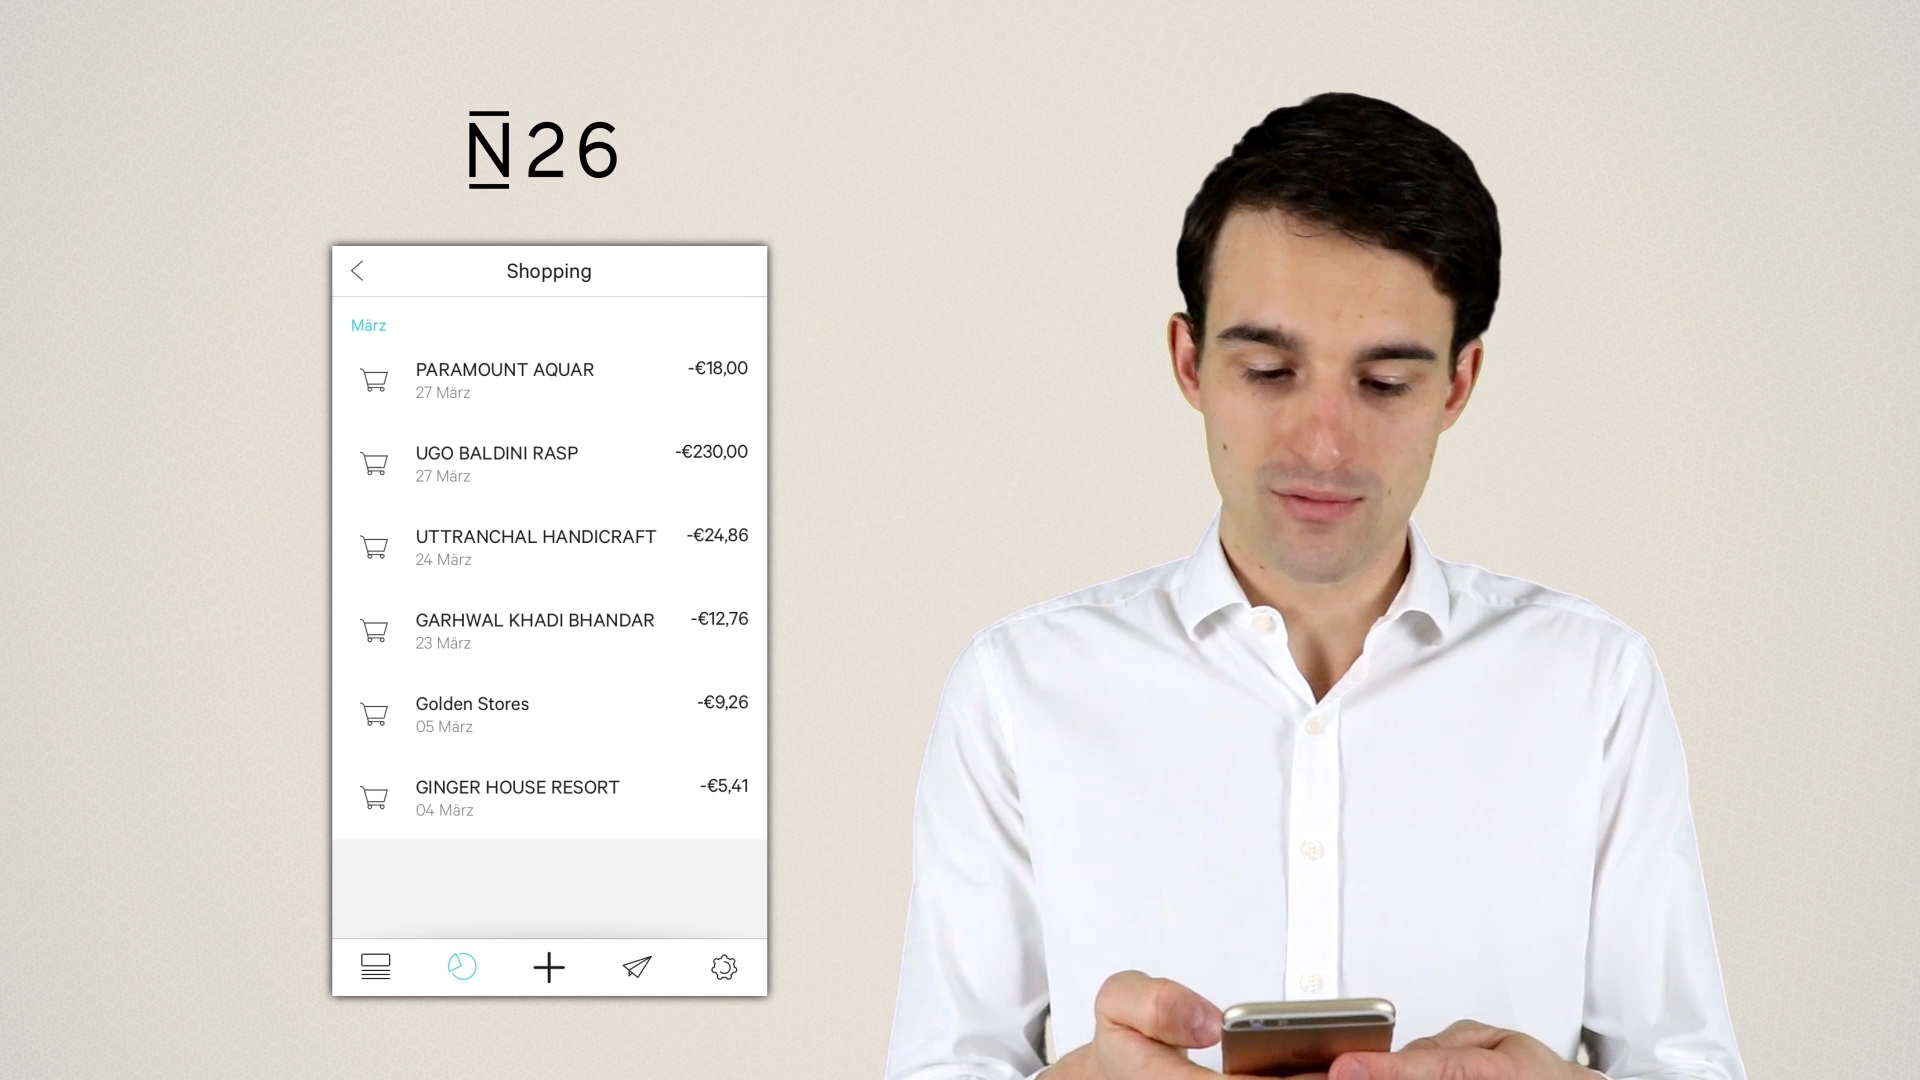 N26
Shopping
März
PARAMOUNT AQUAR -€18,00
27 März
UGO BALDINI RASP -€230,00
27 März
UTTRANCHAL HANDICRAFT -€24,86
24 März
GARHWAL KHADI BHANDAR -€12,76
23 März
Golden Stores -€9,26
05 März
GINGER HOUSE RESORT -€5,41
04 März